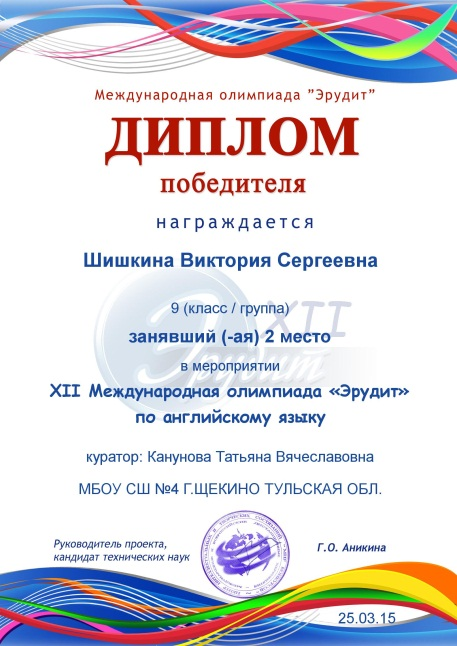 Международная олимпиада ”Эрудит”
ДИПЛОМ
победителя
награждается
Шишкина Виктория Сергеевна
XII
Эрудит
9 (класс / группа)
занявший (-ая) 2 место
в мероприятии
XII Международная олимпиада «Эрудит»
по английскому языку
куратор: Канунова Татьяна Вячеславовна
МБОУ СШ №4 Г.ЩЕКИНО ТУЛЬСКАЯ ОБЛ.
Руководитель проекта,
кандидат технических наук
Г.О. Аникина
25.03.15